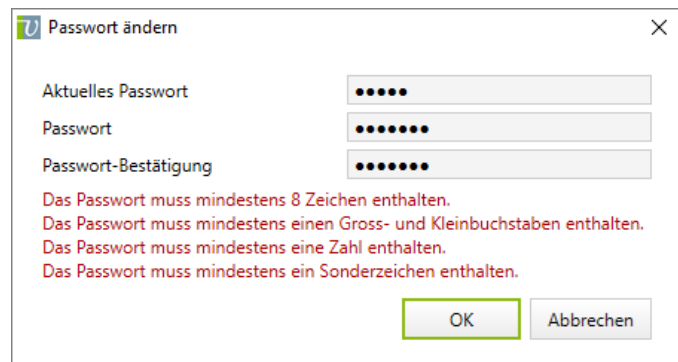 Passwort ändern
Aktuelles Passwort
Passwort
Passwort-Bestätigung
Das Passwort muss mindestens 8 Zeichen enthalten.
Das Passwort muss mindestens einen Gross- und Kleinbuchstaben enthalten.
Das Passwort muss mindestens eine Zahl enthalten.
Das Passwort muss mindestens ein Sonderzeichen enthalten.
OK Abbrechen